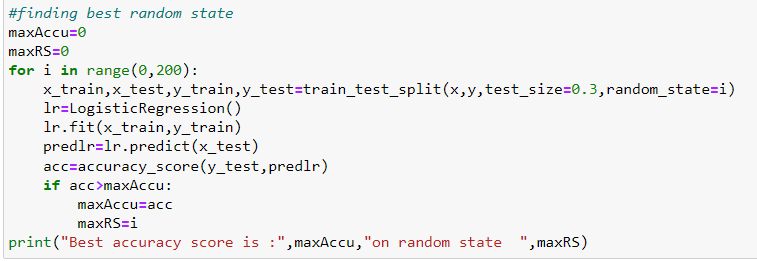 #finding best random state
maxAccu=0
maxRS=0
for i in range(0,200):
    x_train,x_test,y_train,y_test=train_test_split(x,y,test_size=0.3,random_state=i)
    lr=LogisticRegression()
    lr.fit(x_train,y_train)
    predlr=lr.predict(x_test)
    acc=accuracy_score(y_test,predlr)
    if acc>maxAccu:
        maxAccu=acc
        maxRS=i
print("Best accuracy score is :",maxAccu,"on random state  ",maxRS)